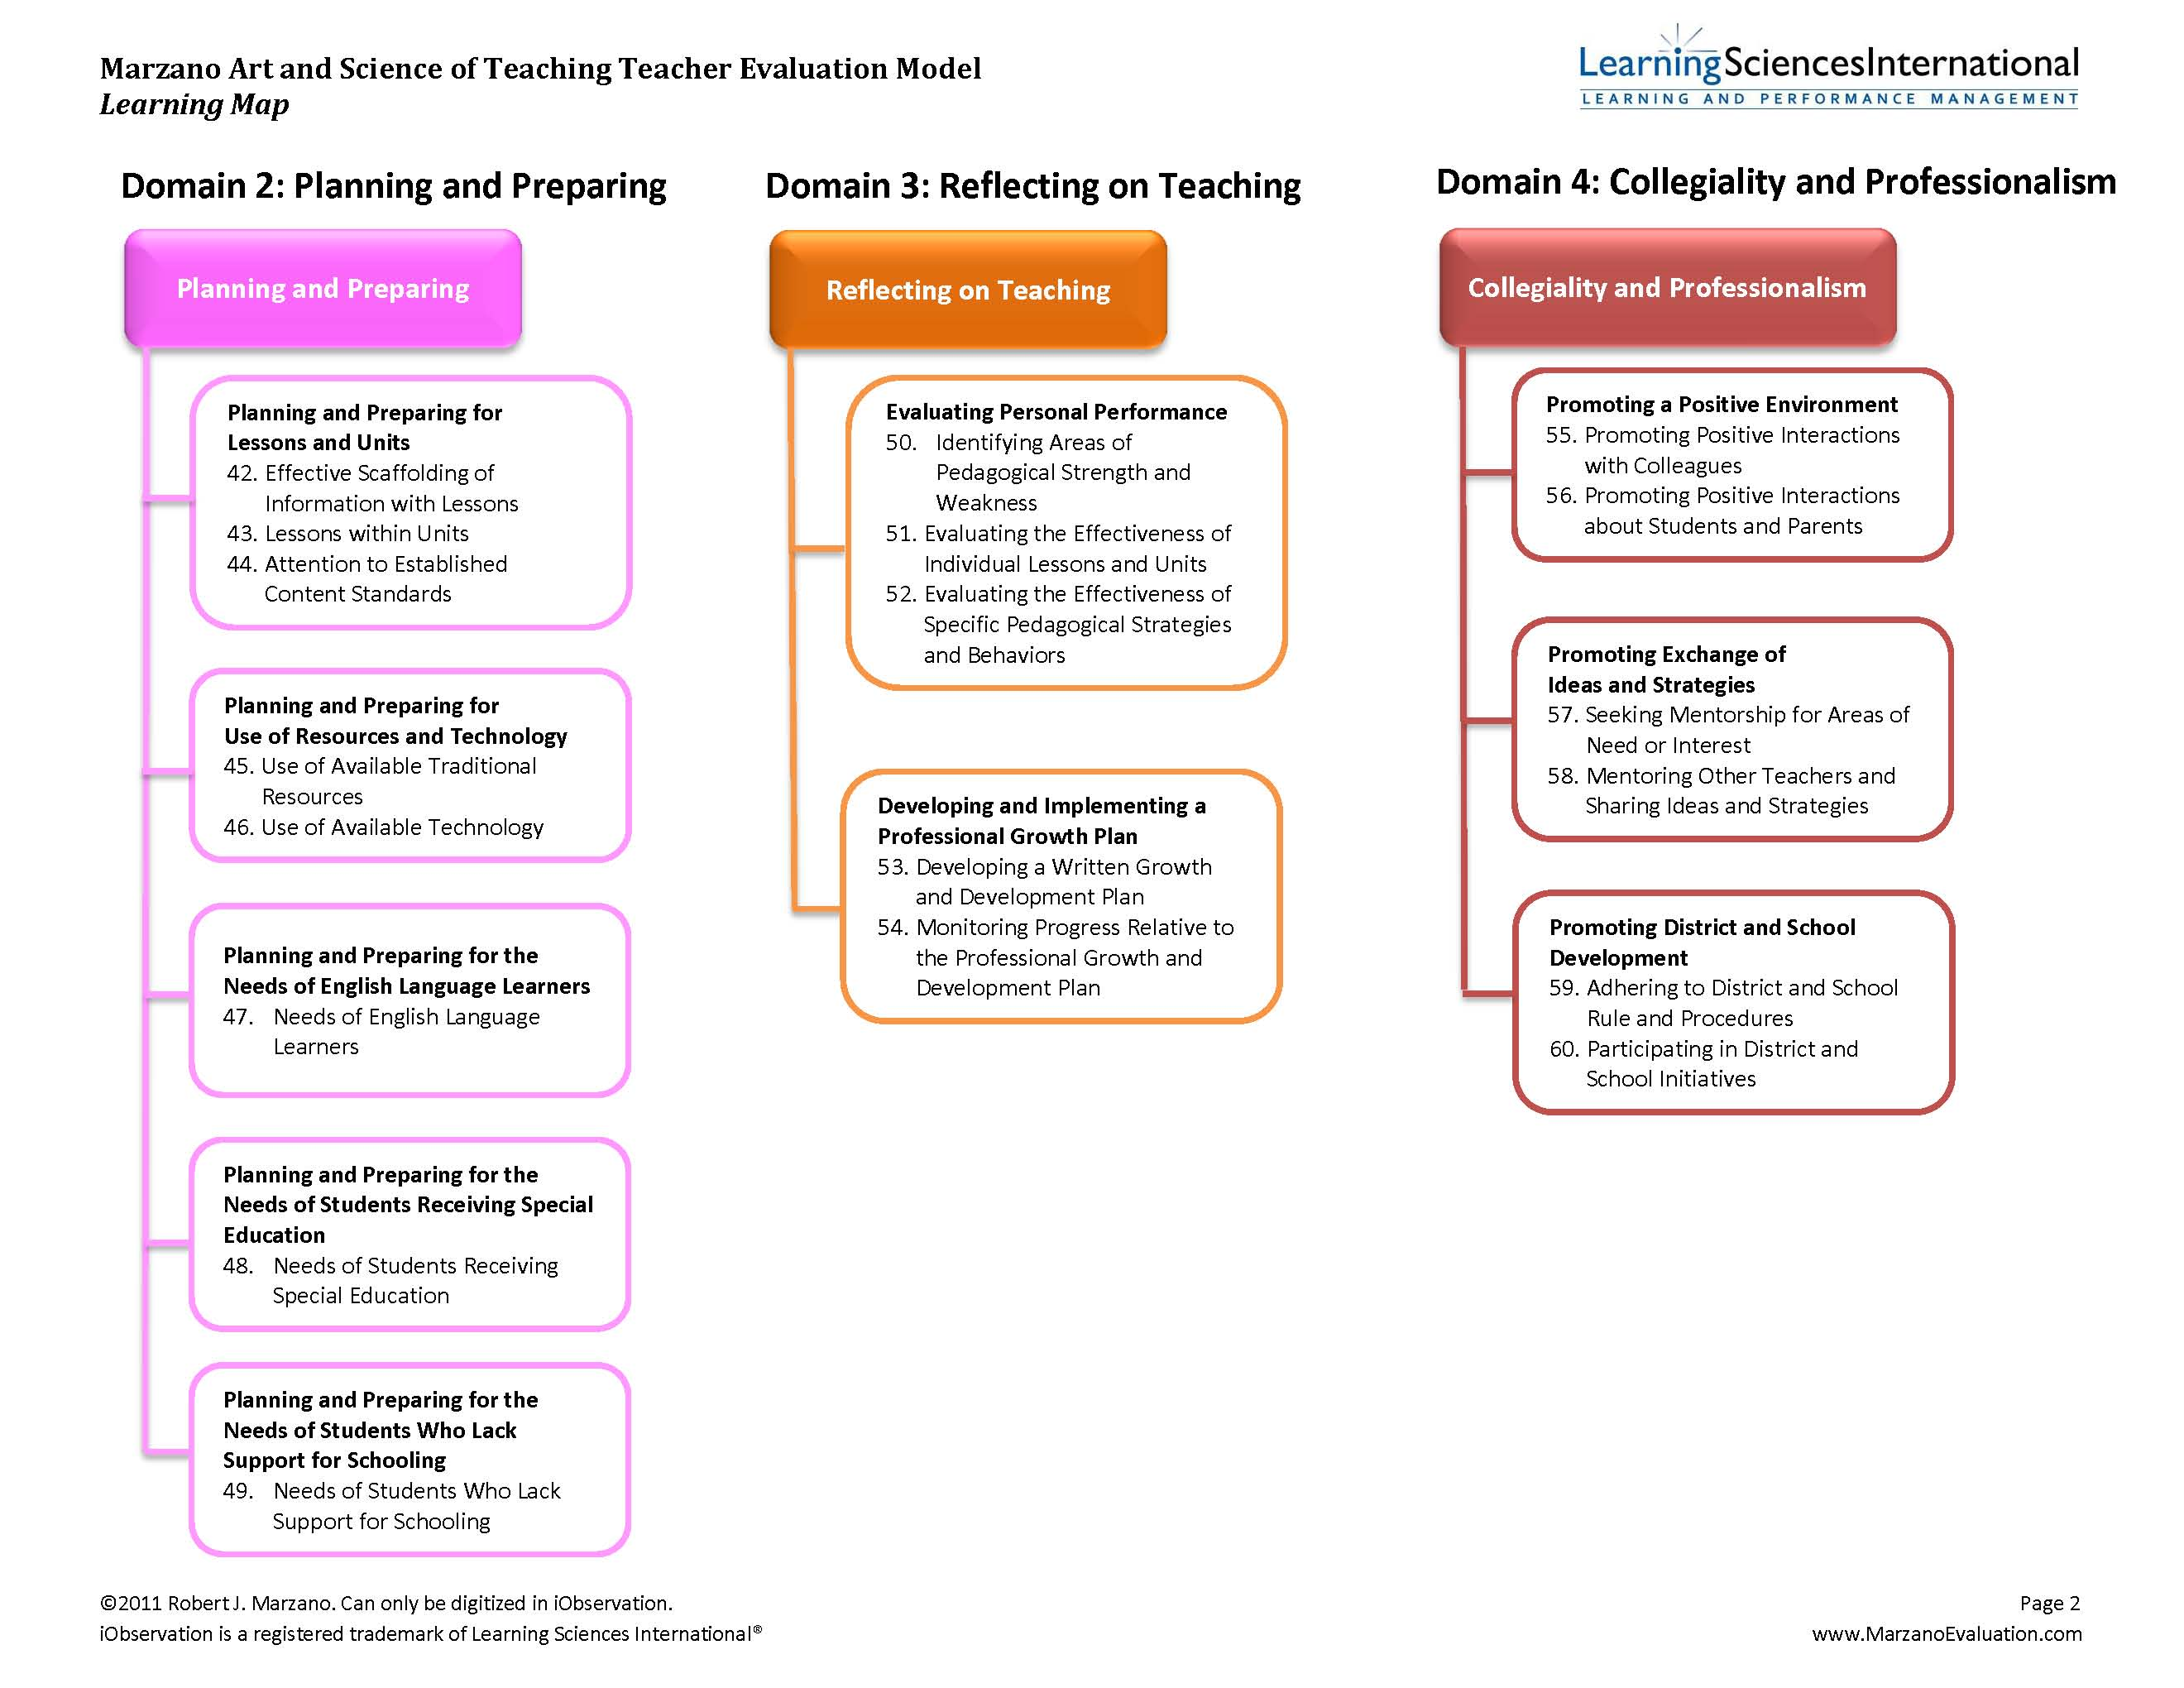 Marzano Art and Science of Teaching Teacher Evaluation Model
Learning Map
LearningSciencesInternational
LEARNING AND PERFORMANCE MANAGEMENT
Domain 2: Planning and Preparing
Planning and Preparing
Planning and Preparing for
Lessons and Units
42. Effective Scaffolding of
Information with Lessons
43. Lessons within Units
44. Attention to Established
Content Standards
Planning and Preparing for
Use of Resources and Technology
45. Use of Available Traditional
Resources
46. Use of Available Technology
Planning and Preparing for the
Needs of English Language Learners
47. Needs of English Language
Learners
Planning and Preparing for the
Needs of Students Receiving Special
Education
48. Needs of Students Receiving
Special Education
Planning and Preparing for the
Needs of Students Who Lack
Support for Schooling
49. Needs of Students Who Lack
Support for Schooling
Domain 3: Reflecting on Teaching
Reflecting on Teaching
Evaluating Personal Performance
50. Identifying Areas of
Pedagogical Strength and
Weakness
51. Evaluating the Effectiveness of
Individual Lessons and Units
52. Evaluating the Effectiveness of
Specific Pedagogical Strategies
and Behaviors
Developing and Implementing a
Professional Growth Plan
53. Developing a Written Growth
and Development Plan
54. Monitoring Progress Relative to
the Professional Growth and
Development Plan
Domain 4: Collegiality and Professionalism
Collegiality and Professionalism
Promoting a Positive Environment
55. Promoting Positive Interactions
with Colleagues
56. Promoting Positive Interactions
about Students and Parents
Promoting Exchange of
Ideas and Strategies
57. Seeking Mentorship for Areas of
Need or Interest
58. Mentoring Other Teachers and
Sharing Ideas and Strategies
Promoting District and School
Development
59. Adhering to District and School
Rule and Procedures
60. Participating in District and
School Initiatives
©2011 Robert J. Marzano. Can only be digitized in iObservation.
iObservation is a registered trademark of Learning Sciences International®
Page 2
www.MarzanoEvaluation.com